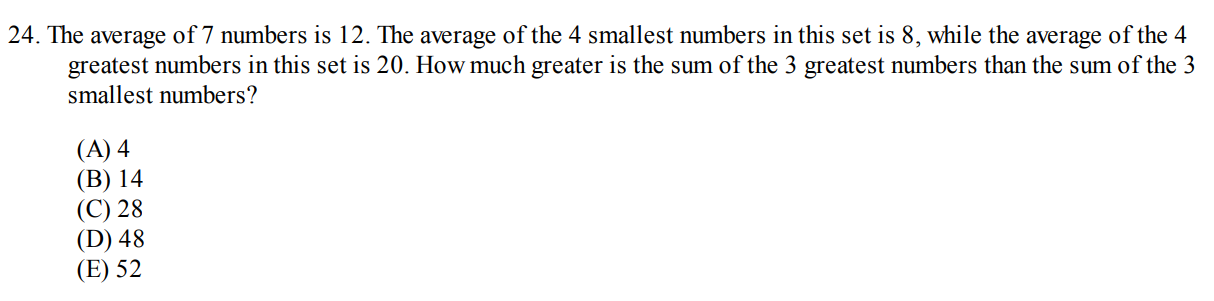 24. The average of 7 numbers is 12. The average of the 4 smallest numbers in this set is 8, while the average of the 4
greatest numbers in this set is 20. How much greater is the sum of the 3 greatest numbers than the sum of the 3
smallest numbers?
(A) 4
(B) 14
(C) 28
(D) 48
(E) 52